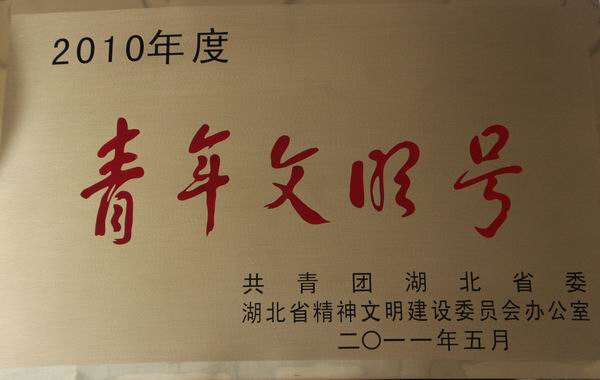 2010年度
青年文明号
共青团湖北省委
湖北省精神文明建设委员会办公室
二〇一一年五月